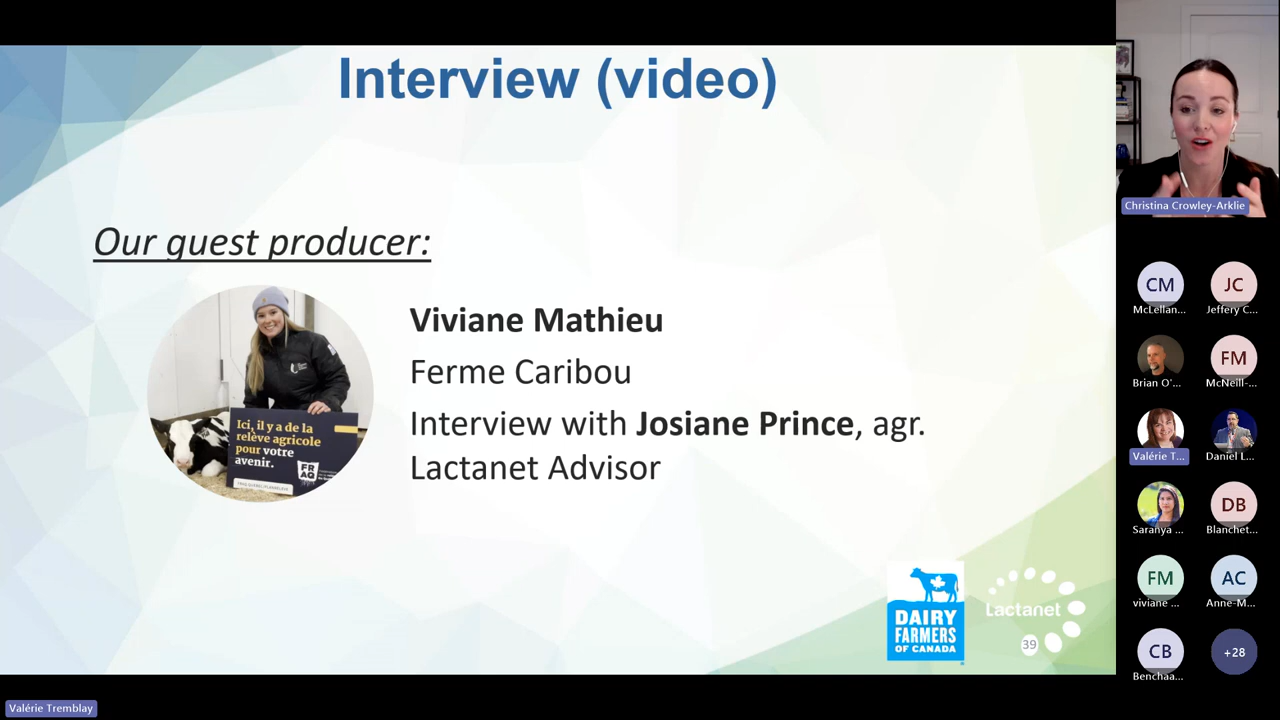 Interview (video)
Our guest producer:
Viviane Mathieu
Ferme Caribou
Interview with Josiane Prince, agr.
Lactanet Advisor
Ici, il y a de la
relève agricole
pour votre
avenir.
FR
AQ
DAIRY
FARMERS
OF CANADA
Lactanet
39
Valérie Tremblay
Christina Crowley-Arklie
CM
McLellan...
JC
Jeffery C...
Brian O'...
FM
McNeill-...
Valérie T...
Daniel L...
Saranya ...
DB
Blanchet...
FM
viviane ...
AC
Anne-M...
CB
Benchaa...
+28